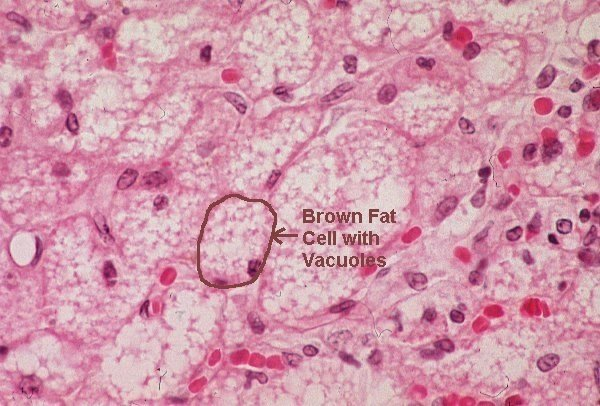 Brown Fat
Cell with
Vacuoles